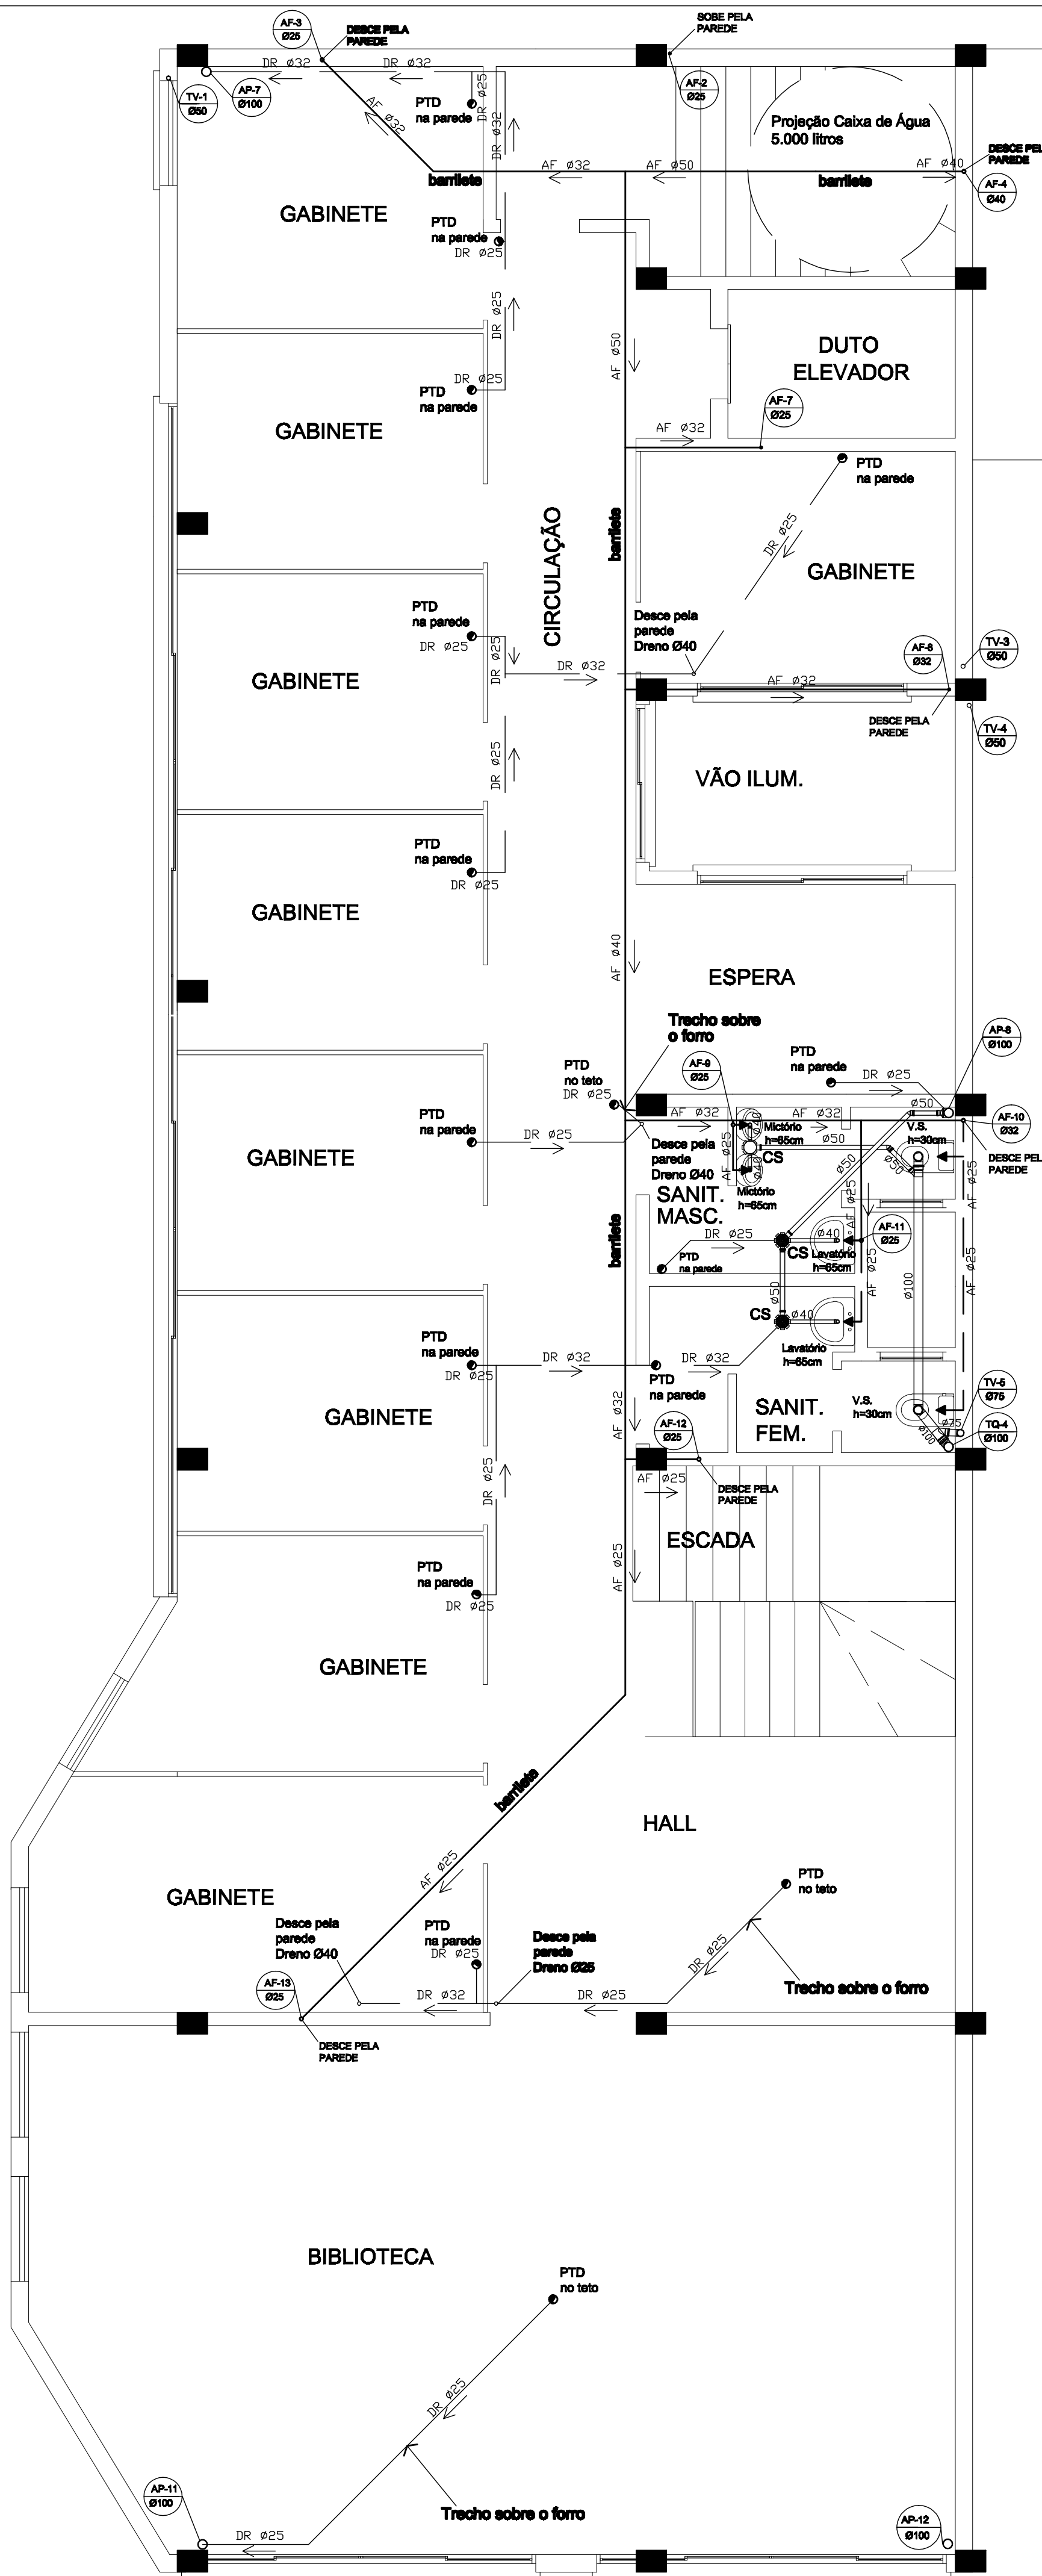 AF-3
Ø25
DESCE PELA
PAREDE
SOBE PELA
PAREDE
DR Ø32
DR Ø32
TV-1
Ø50
AP-7
Ø100
AF Ø32
PTD
na parede
DR Ø25
DR Ø32
AF-2
Ø25
Projeção Caixa de Água
5.000 litros
DESCE PEL
PAREDE
AF Ø32
AF Ø50
AF Ø40
barrilete
barrilete
AF-4
Ø40
GABINETE
PTD
na parede
DR Ø25
DR Ø25
AF Ø50
DUTO
ELEVADOR
DR Ø25
PTD
na parede
AF-7
Ø25
GABINETE
AF Ø32
PTD
na parede
CIRCULAÇÃO
barrilete
DR Ø25
GABINETE
PTD
na parede
DR Ø25
DR Ø25
Desce pela
parede
Dreno Ø40
AF-8
Ø32
TV-3
Ø50
GABINETE
DR Ø32
AF Ø32
DESCE PELA
PAREDE
TV-4
Ø50
DR Ø25
VÃO ILUM.
PTD
na parede
DR Ø25
GABINETE
AF Ø40
ESPERA
Trecho sobre
o forro
AP-8
Ø100
PTD
no teto
DR Ø25
AF-9
Ø25
PTD
na parede
DR Ø25
Ø50
PTD
na parede
AF Ø32
AF Ø32
AF-10
Ø32
DR Ø25
Desce pela
parede
Dreno Ø40
AF Ø25
Ø40
Mictório
h=65cm
Ø50
V.S.
h=30cm
DESCE PEL
PAREDE
GABINETE
CS
Ø40
Ø50
Ø50
Mictório
h=65cm
AF Ø25
AF Ø25
SANIT.
MASC.
barrilete
DR Ø25
PTD
na parede
CS
Ø40
Lavatório
h=65cm
AF-11
Ø25
AF Ø25
AF Ø25
Ø50
Ø100
CS
Ø40
Lavatório
h=65cm
PTD
na parede
DR Ø25
DR Ø32
DR Ø32
PTD
na parede
GABINETE
AF Ø32
SANIT.
FEM.
V.S.
h=30cm
TV-5
Ø75
Ø75
Ø100
TQ-4
Ø100
AF-12
Ø25
DR Ø25
AF Ø25
DESCE PELA
PAREDE
ESCADA
PTD
na parede
DR Ø25
AF Ø25
GABINETE
barrilete
HALL
AF Ø25
PTD
no teto
GABINETE
Desce pela
parede
Dreno Ø40
PTD
na parede
DR Ø25
Desce pela
parede
Dreno Ø25
DR Ø25
Trecho sobre o forro
AF-13
Ø25
DR Ø32
DR Ø25
DESCE PELA
PAREDE
BIBLIOTECA
PTD
no teto
DR Ø25
Trecho sobre o forro
AP-11
Ø100
DR Ø25
AP-12
Ø100